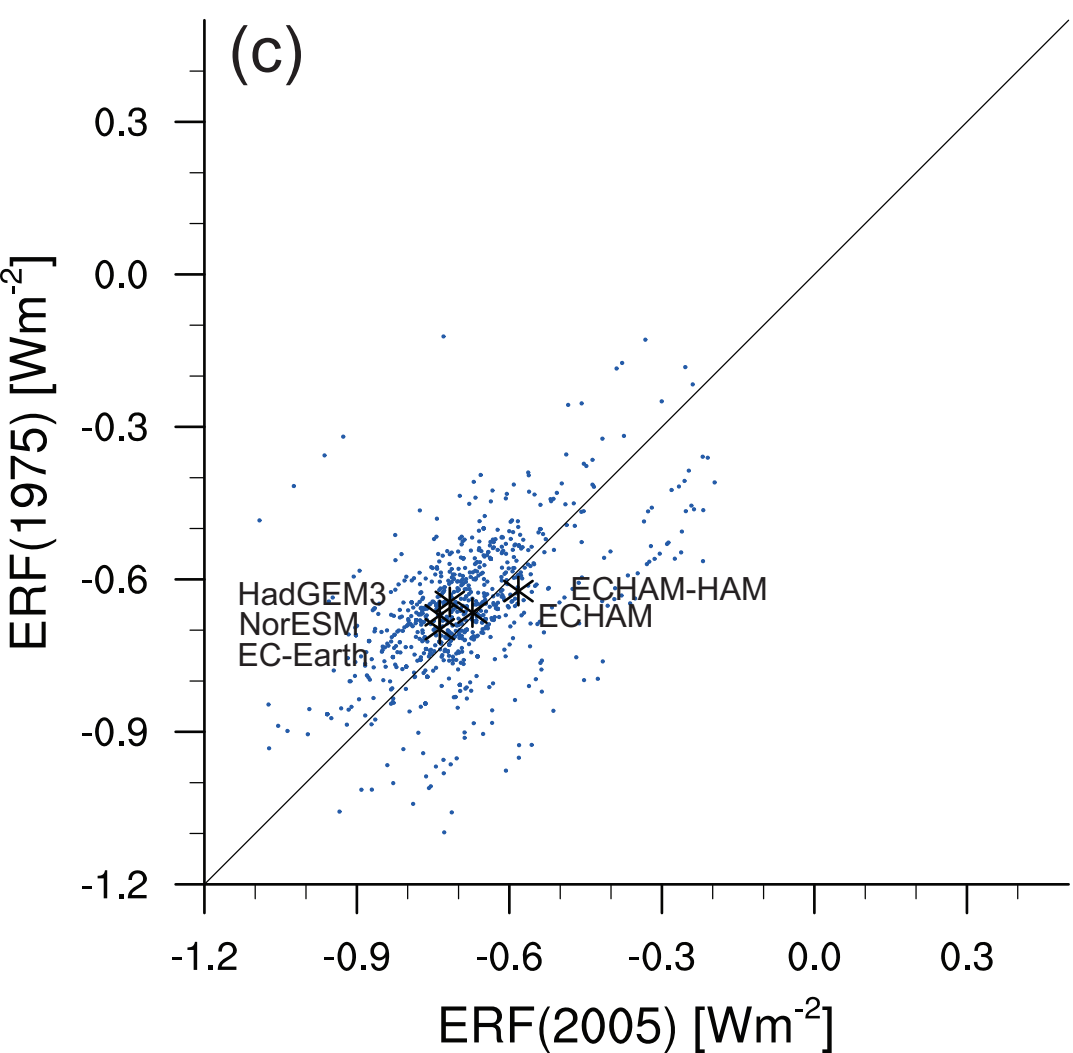 (c)
ERF(1975) [Wm-2]
0.3
0.0
-0.3
-0.6
-0.9
-1.2
HadGEM3
NorESM
EC-Earth
ECHAM-HAM
ECHAM
-1.2 -0.9 -0.6 -0.3 0.0 0.3
ERF(2005) [Wm-2]